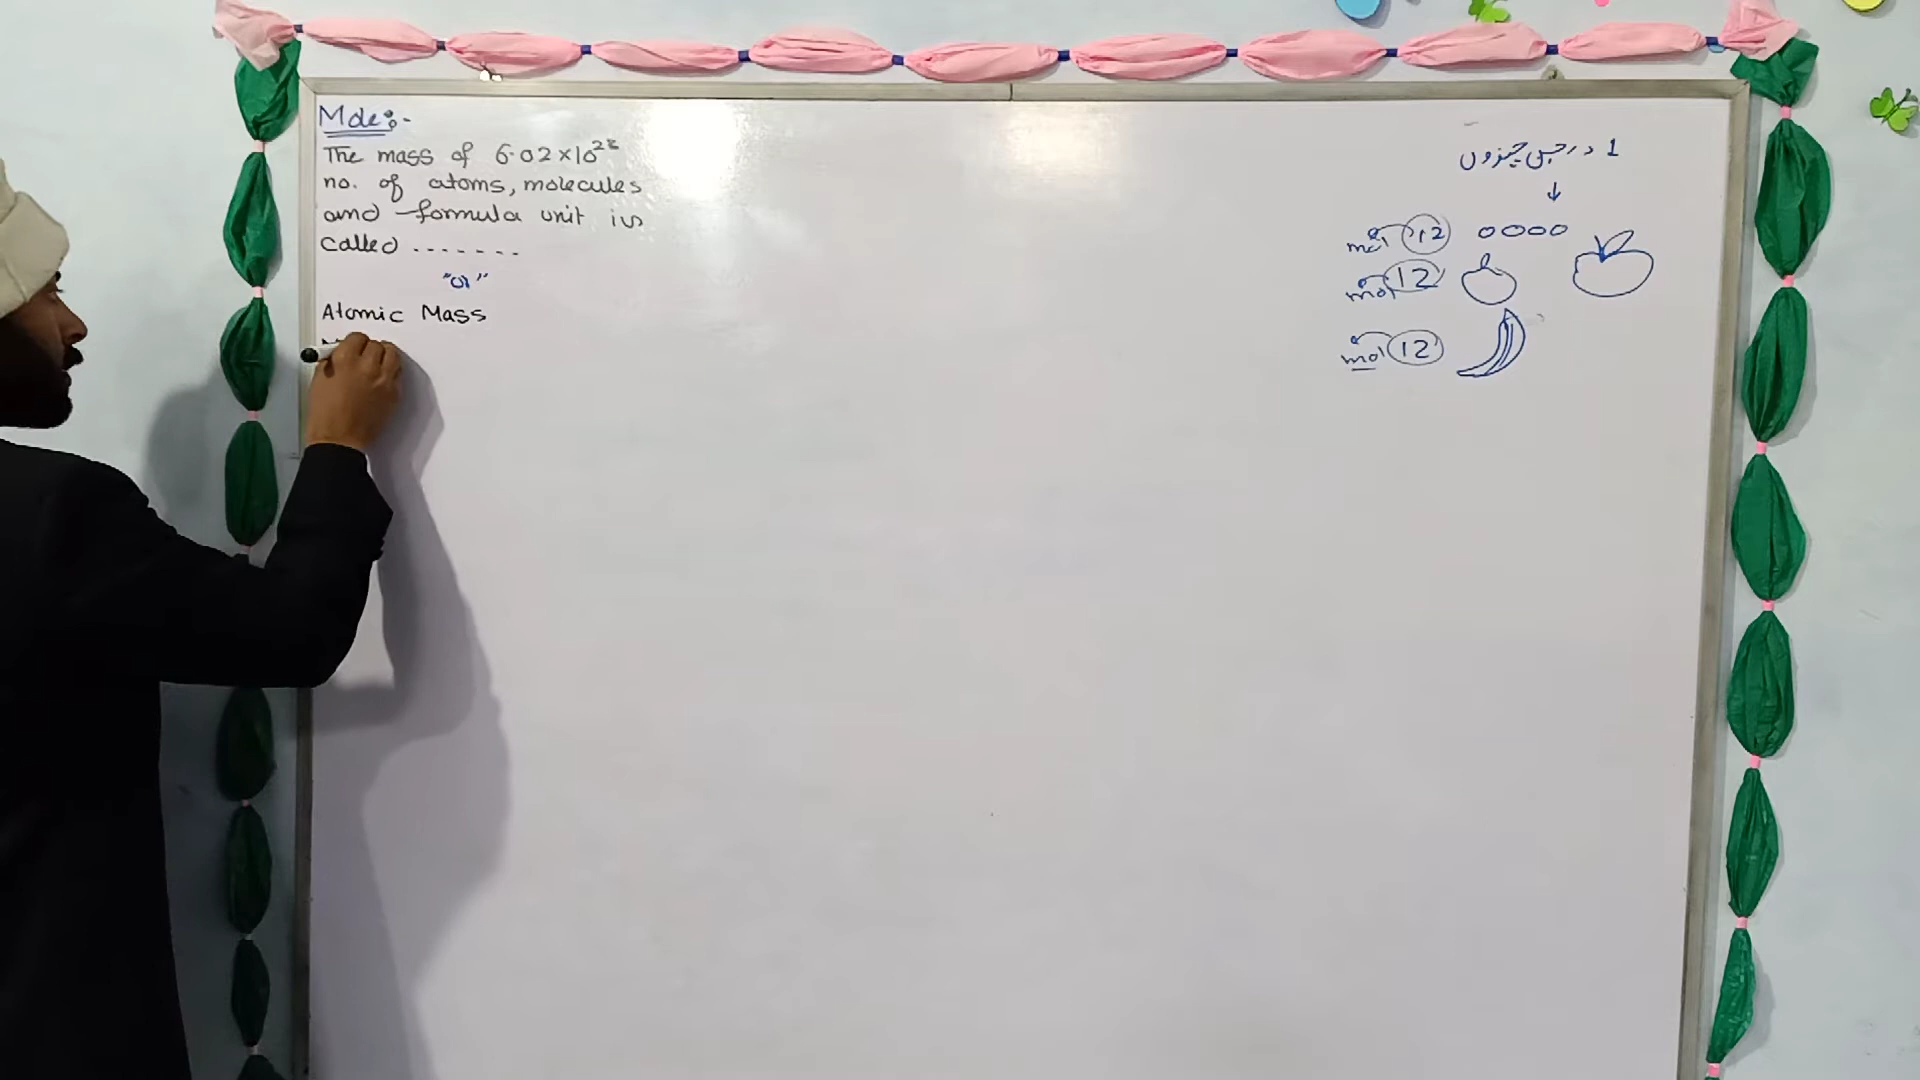 Mole:-
The mass of 6.02×10²³
no. of atoms, molecules
and formula unit is
called .......
"or"
Atomic Mass
1 درجن چیزوں
↓
mol 12
mol 12
mol 12